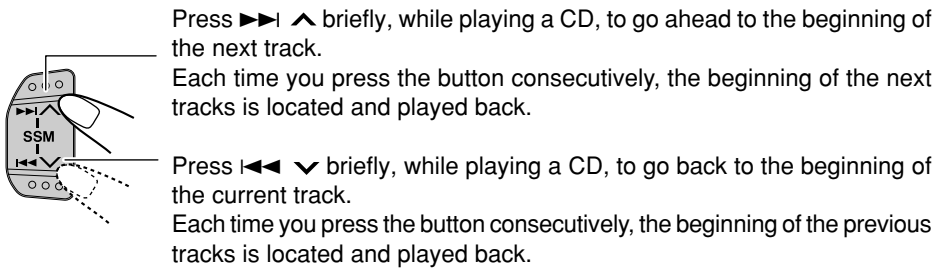 Press ►►I ∧ briefly, while playing a CD, to go ahead to the beginning of
the next track.
Each time you press the button consecutively, the beginning of the next
tracks is located and played back.
►►I ∧
SSM
I◄◄ ∨
Press I◄◄ ∨ briefly, while playing a CD, to go back to the beginning of
the current track.
Each time you press the button consecutively, the beginning of the previous
tracks is located and played back.